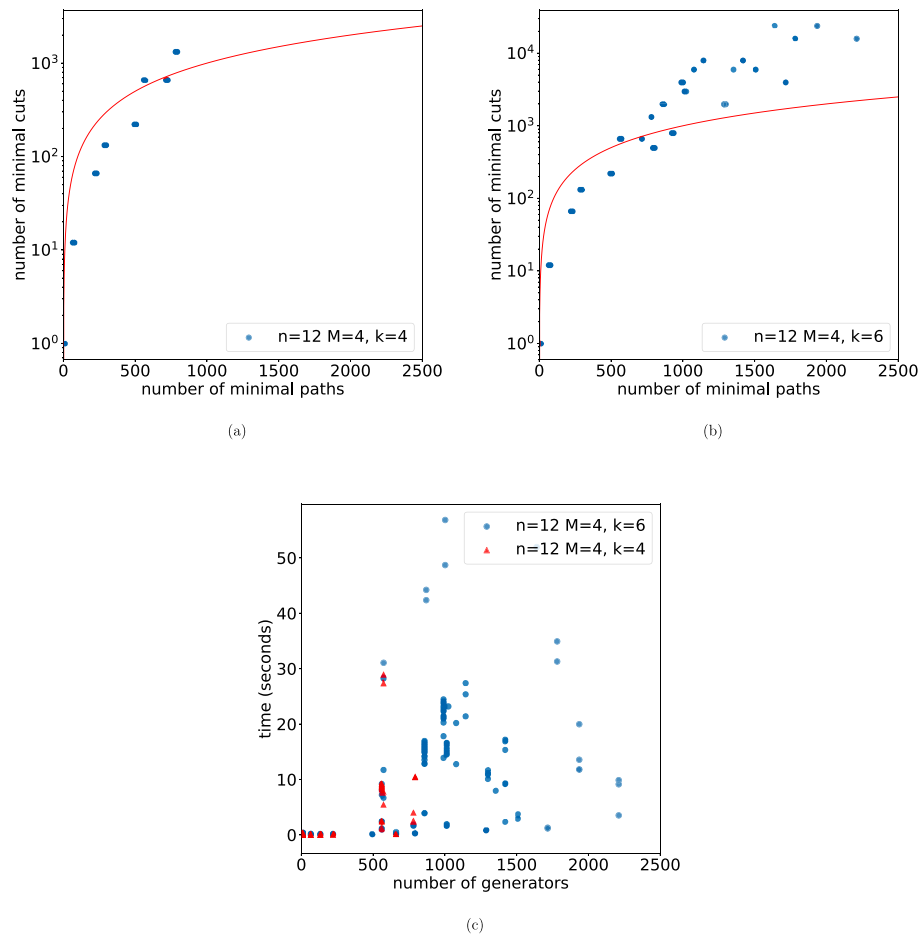 10³
10²
10¹
10⁰
number of minimal cuts
n=12 M=4, k=4
0 500 1000 1500 2000 2500
number of minimal paths
(a)
10⁴
10³
10²
10¹
10⁰
number of minimal cuts
n=12 M=4, k=6
0 500 1000 1500 2000 2500
number of minimal paths
(b)
n=12 M=4, k=6
n=12 M=4, k=4
50
40
30
20
10
0
time (seconds)
0 500 1000 1500 2000 2500
number of generators
(c)